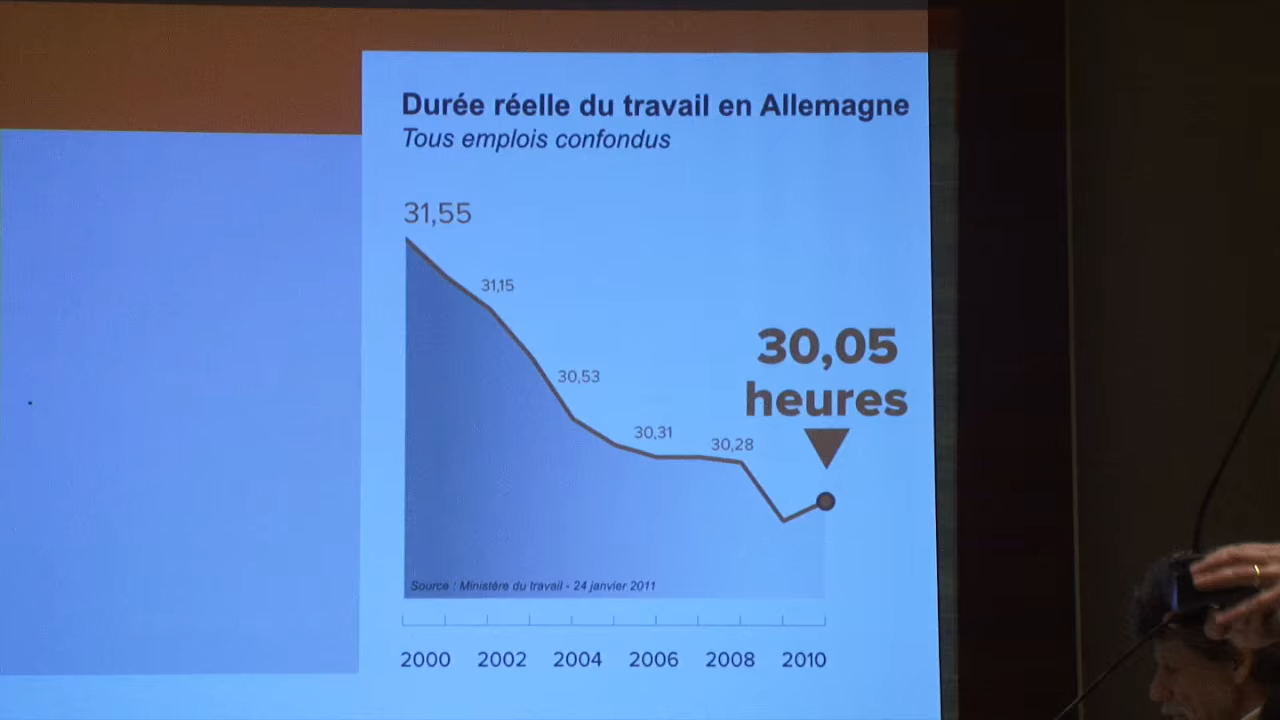 Durée réelle du travail en Allemagne
Tous emplois confondus
31,55
31,15
30,53
30,31
30,28
30,05
heures
Source : Ministère du travail - 24 janvier 2011
2000 2002 2004 2006 2008 2010